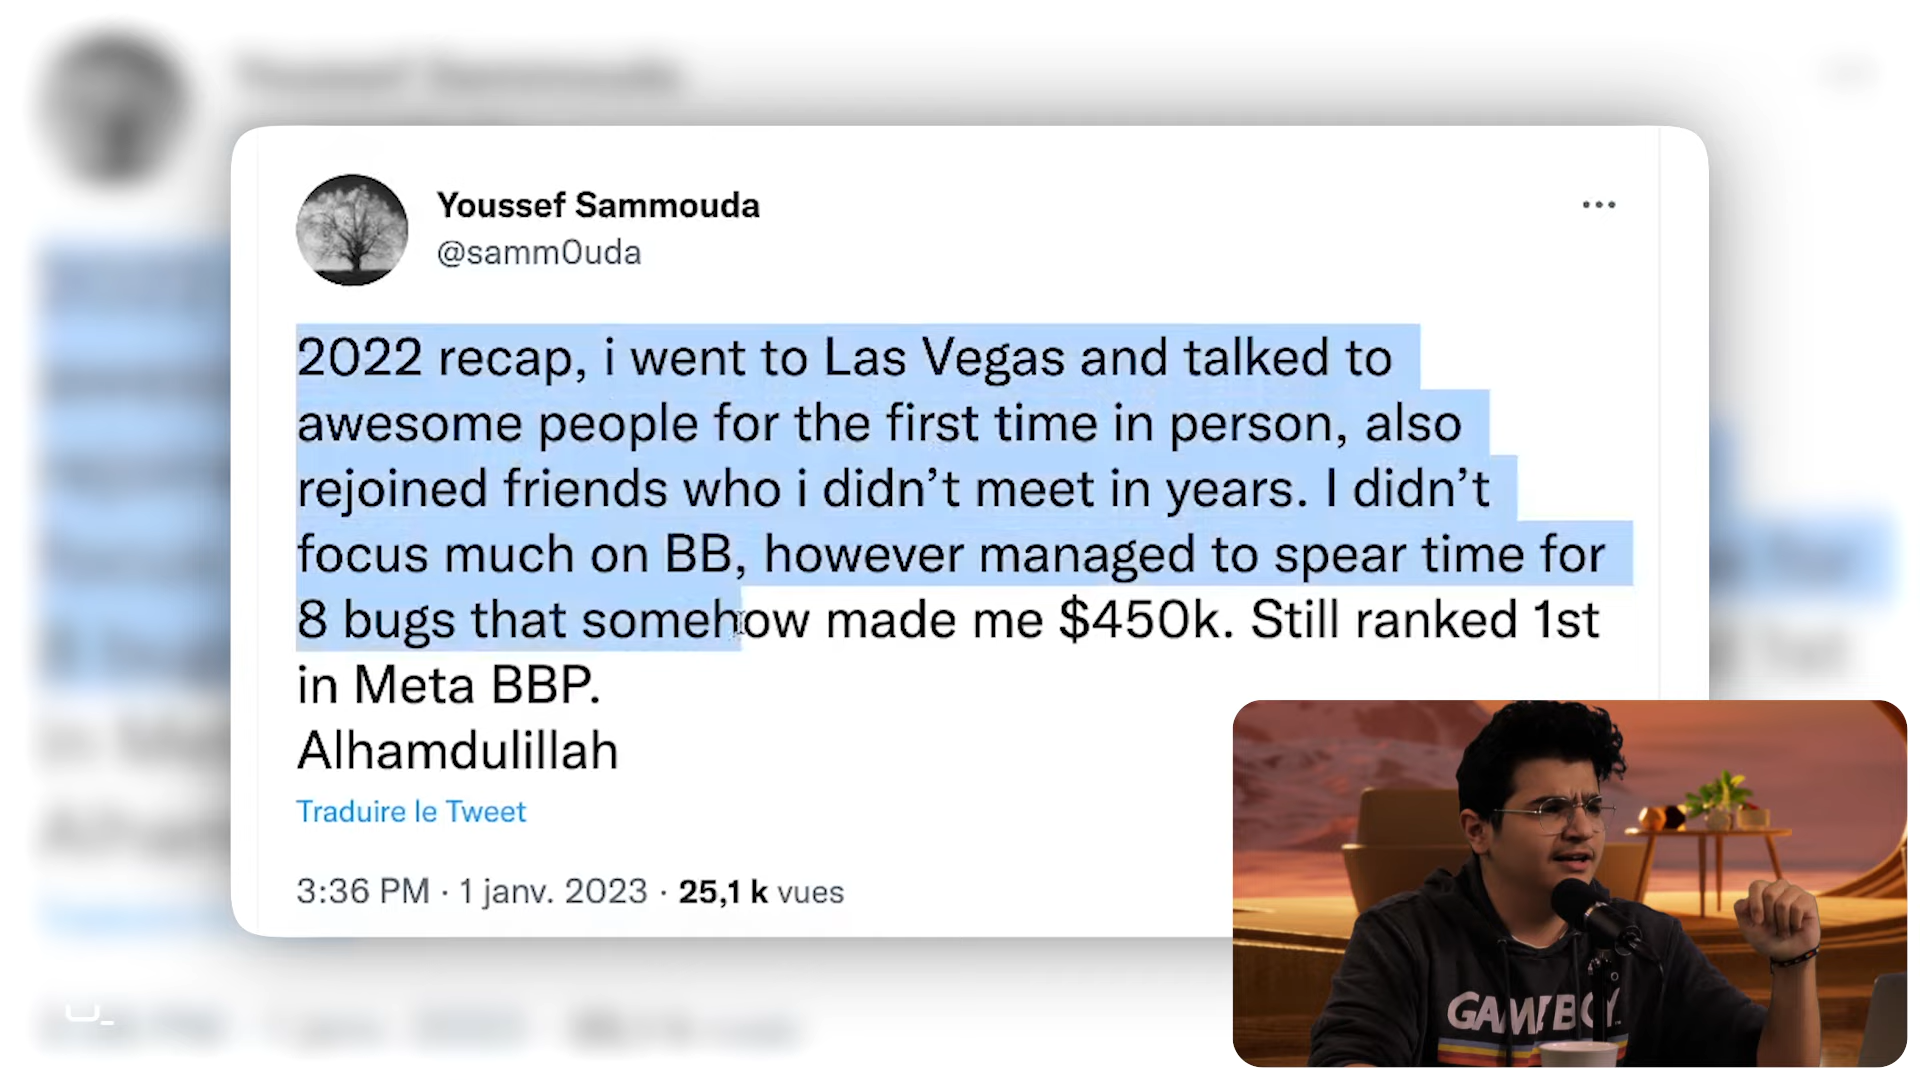 Youssef Sammouda
@samm0uda
2022 recap, i went to Las Vegas and talked to
awesome people for the first time in person, also
rejoined friends who i didn’t meet in years. I didn’t
focus much on BB, however managed to spear time for
8 bugs that somehow made me $450k. Still ranked 1st
in Meta BBP.
Alhamdulillah
Traduire le Tweet
3:36 PM · 1 janv. 2023 · 25,1 k vues
GAME BOY